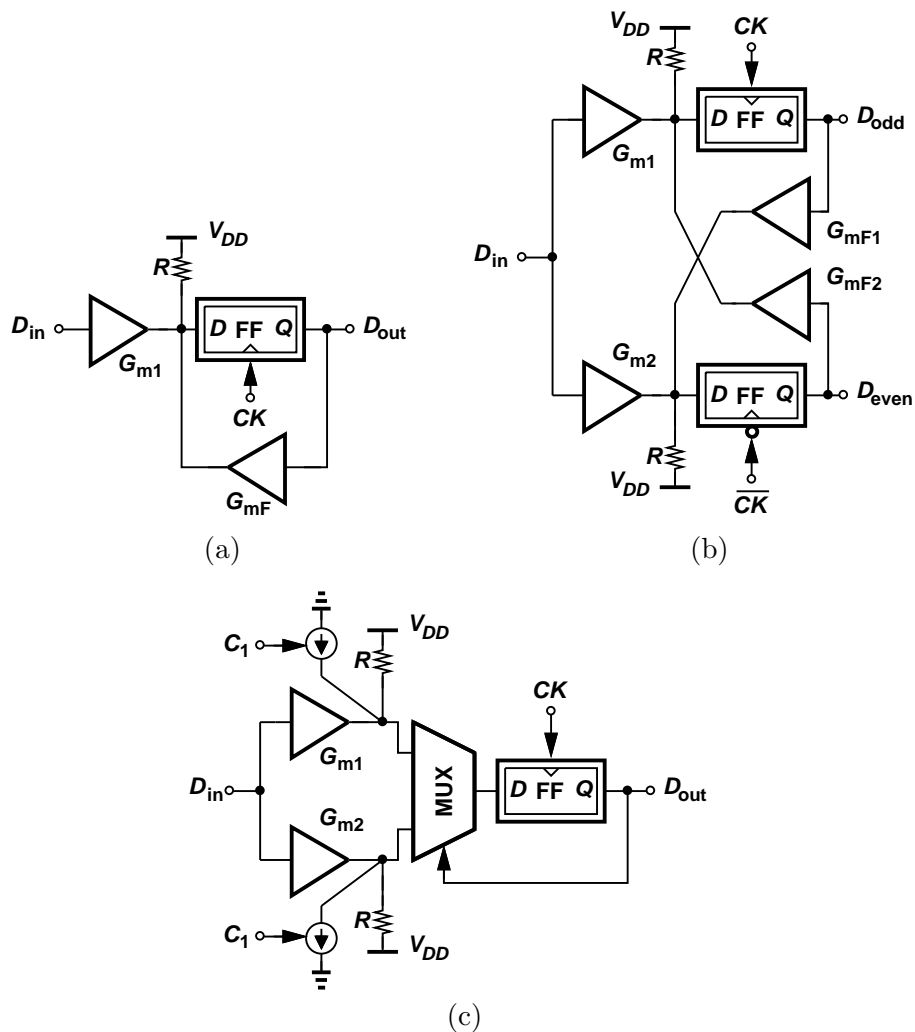 V_DD
R
D_in
G_m1
D FF Q
D_out
CK
G_mF
(a)
V_DD
R
CK
D FF Q
D_odd
G_m1
G_mF1
D_in
G_mF2
G_m2
D FF Q
D_even
R
V_DD
\overline{CK}
(b)
C_1
V_DD
R
CK
G_m1
MUX
D_in
D FF Q
D_out
G_m2
C_1
R
V_DD
(c)